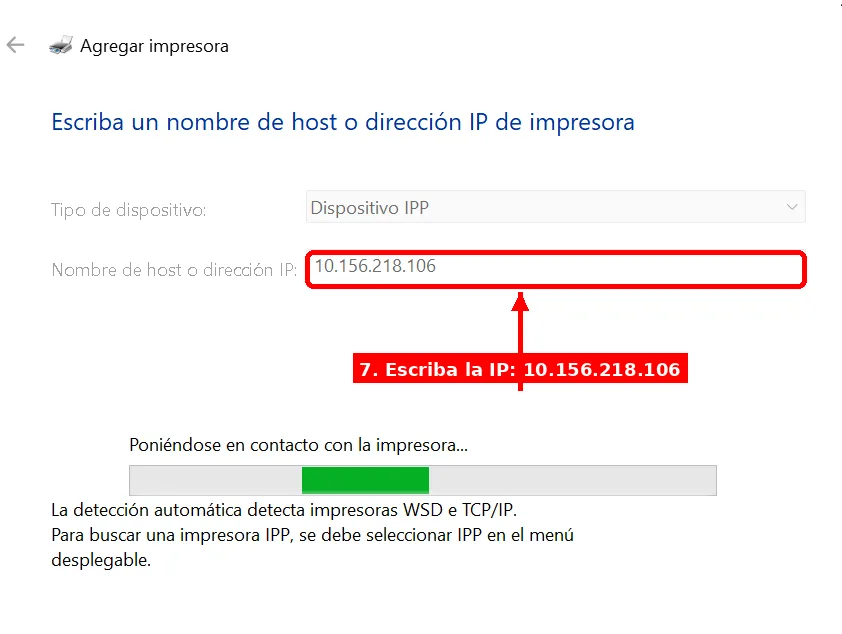 Agregar impresora
Escriba un nombre de host o dirección IP de impresora
Tipo de dispositivo: Dispositivo IPP
Nombre de host o dirección IP: 10.156.218.106
7. Escriba la IP: 10.156.218.106
Poniéndose en contacto con la impresora...
La detección automática detecta impresoras WSD e TCP/IP.
Para buscar una impresora IPP, se debe seleccionar IPP en el menú
desplegable.